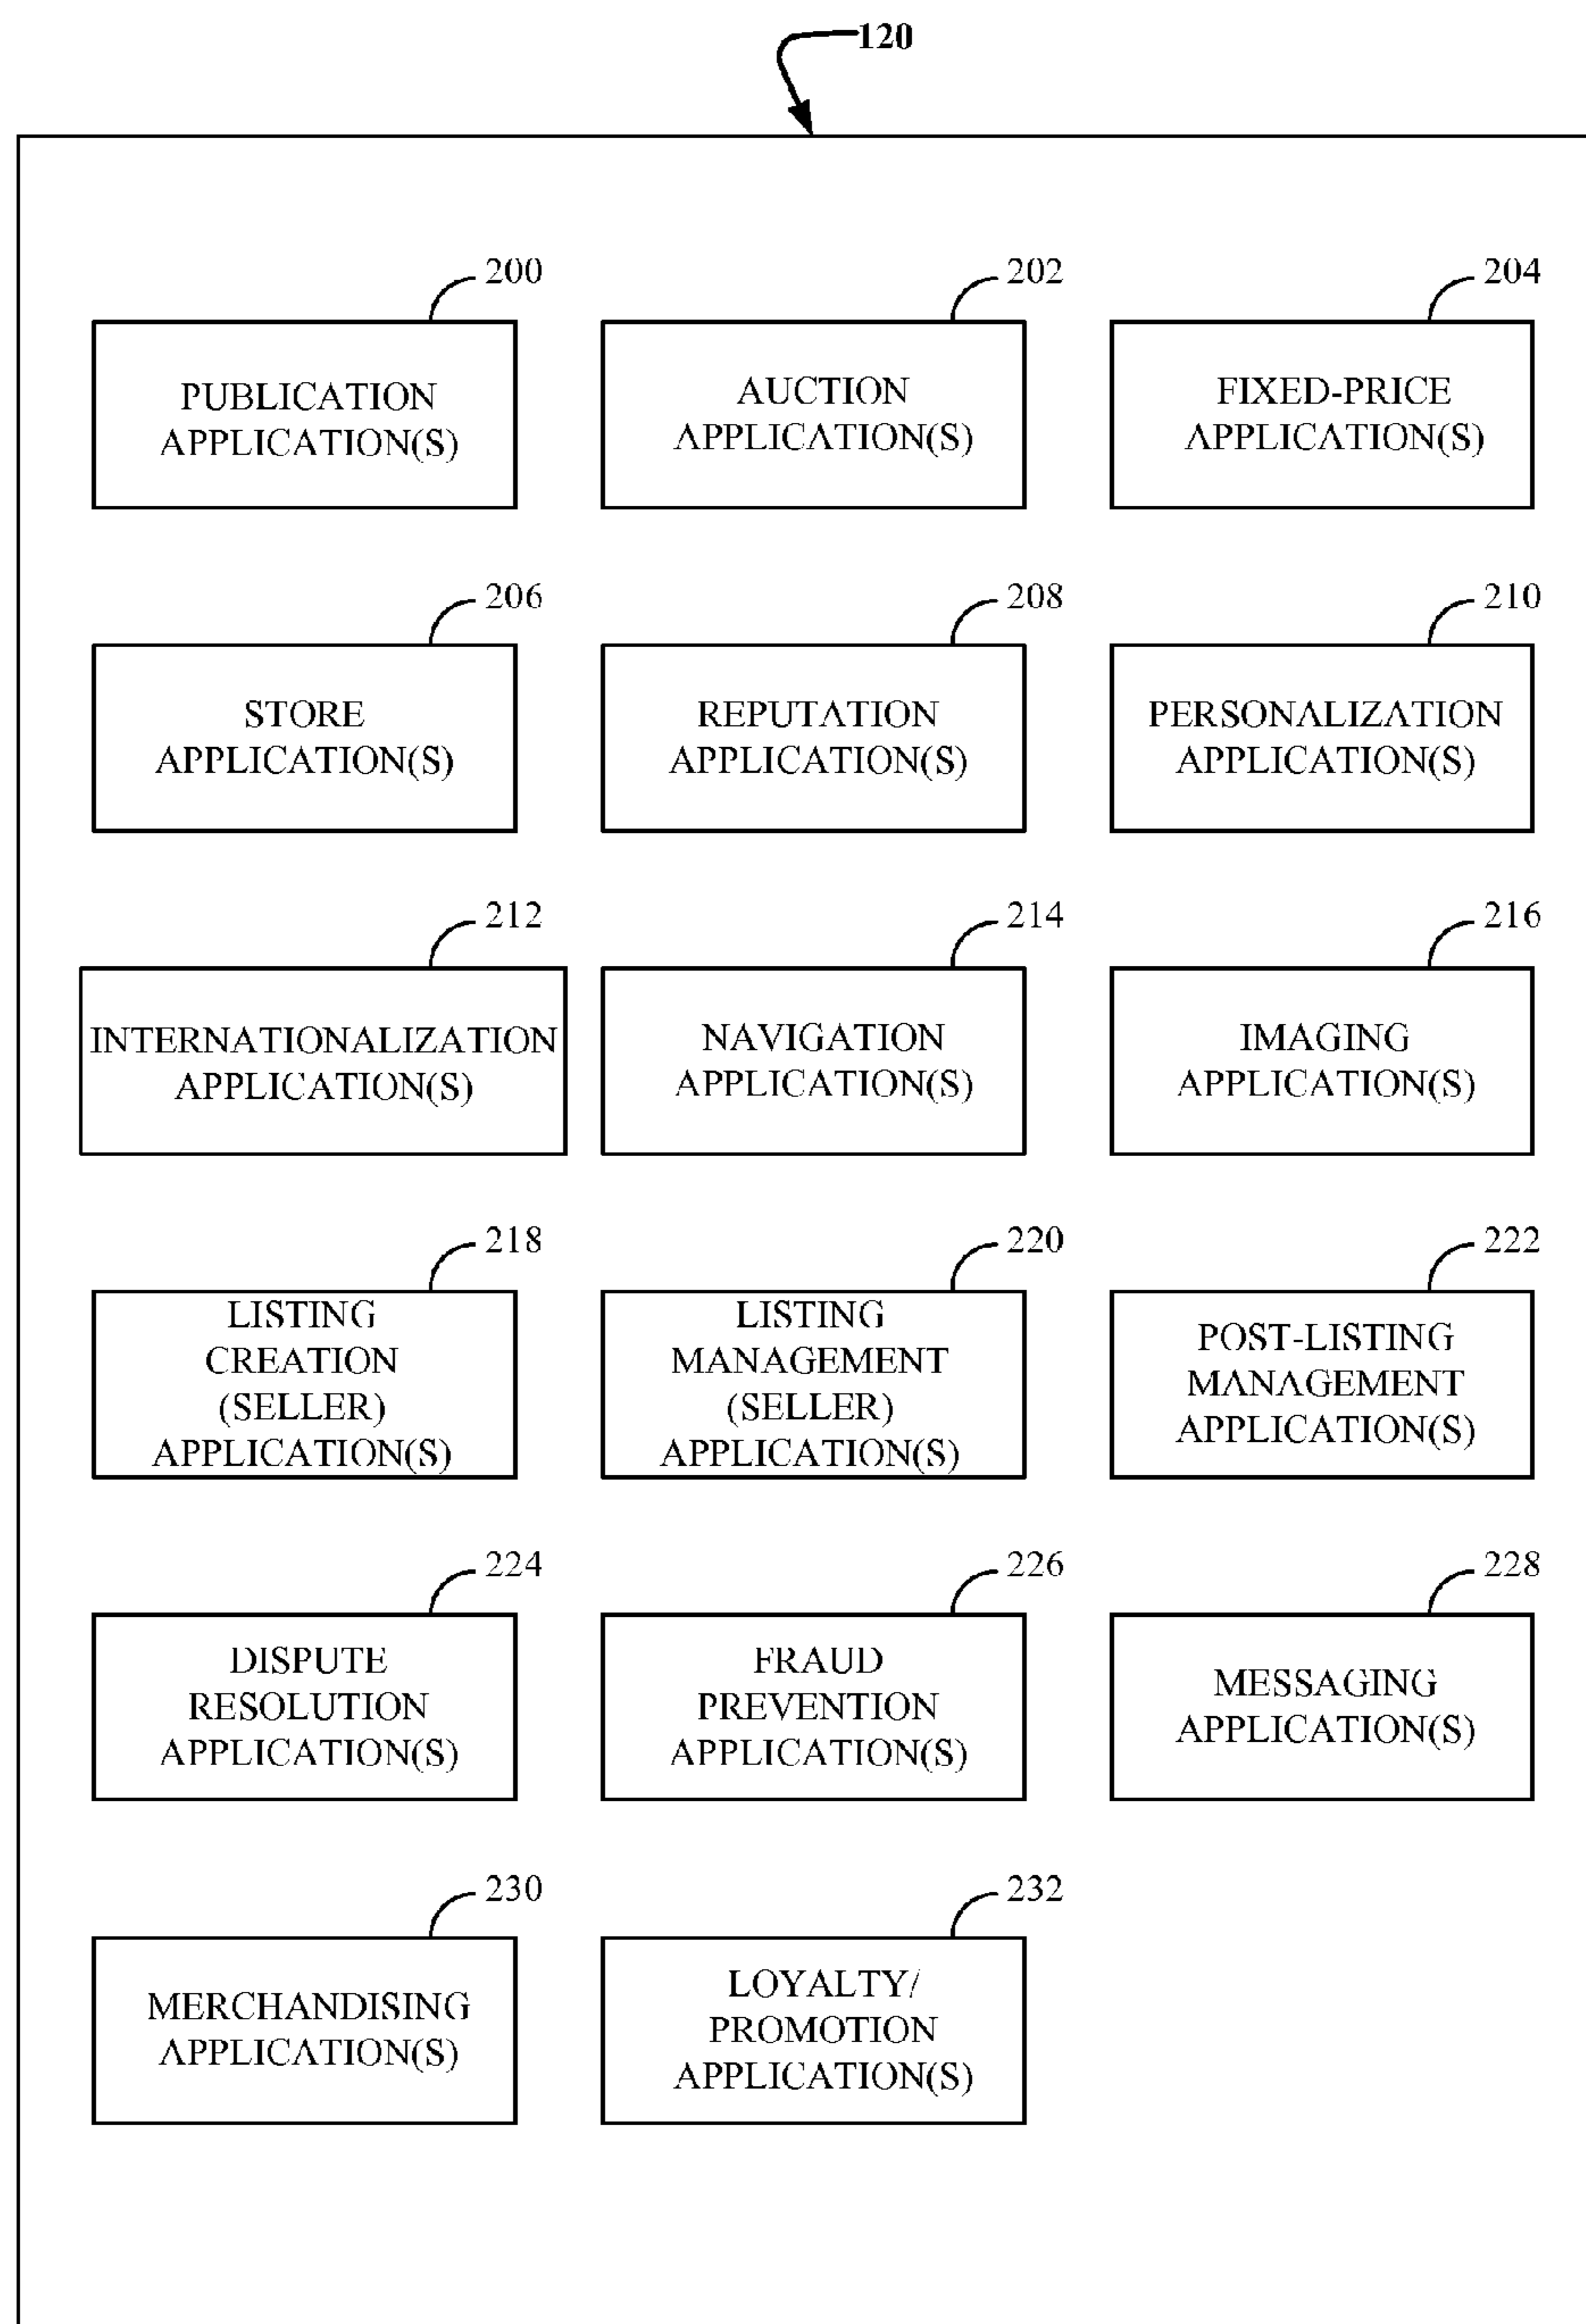 120
200
PUBLICATION
APPLICATION(S)
202
AUCTION
APPLICATION(S)
204
FIXED-PRICE
APPLICATION(S)
206
STORE
APPLICATION(S)
208
REPUTATION
APPLICATION(S)
210
PERSONALIZATION
APPLICATION(S)
212
INTERNATIONALIZATION
APPLICATION(S)
214
NAVIGATION
APPLICATION(S)
216
IMAGING
APPLICATION(S)
218
LISTING
CREATION
(SELLER)
APPLICATION(S)
220
LISTING
MANAGEMENT
(SELLER)
APPLICATION(S)
222
POST-LISTING
MANAGEMENT
APPLICATION(S)
224
DISPUTE
RESOLUTION
APPLICATION(S)
226
FRAUD
PREVENTION
APPLICATION(S)
228
MESSAGING
APPLICATION(S)
230
MERCHANDISING
APPLICATION(S)
232
LOYALTY/
PROMOTION
APPLICATION(S)